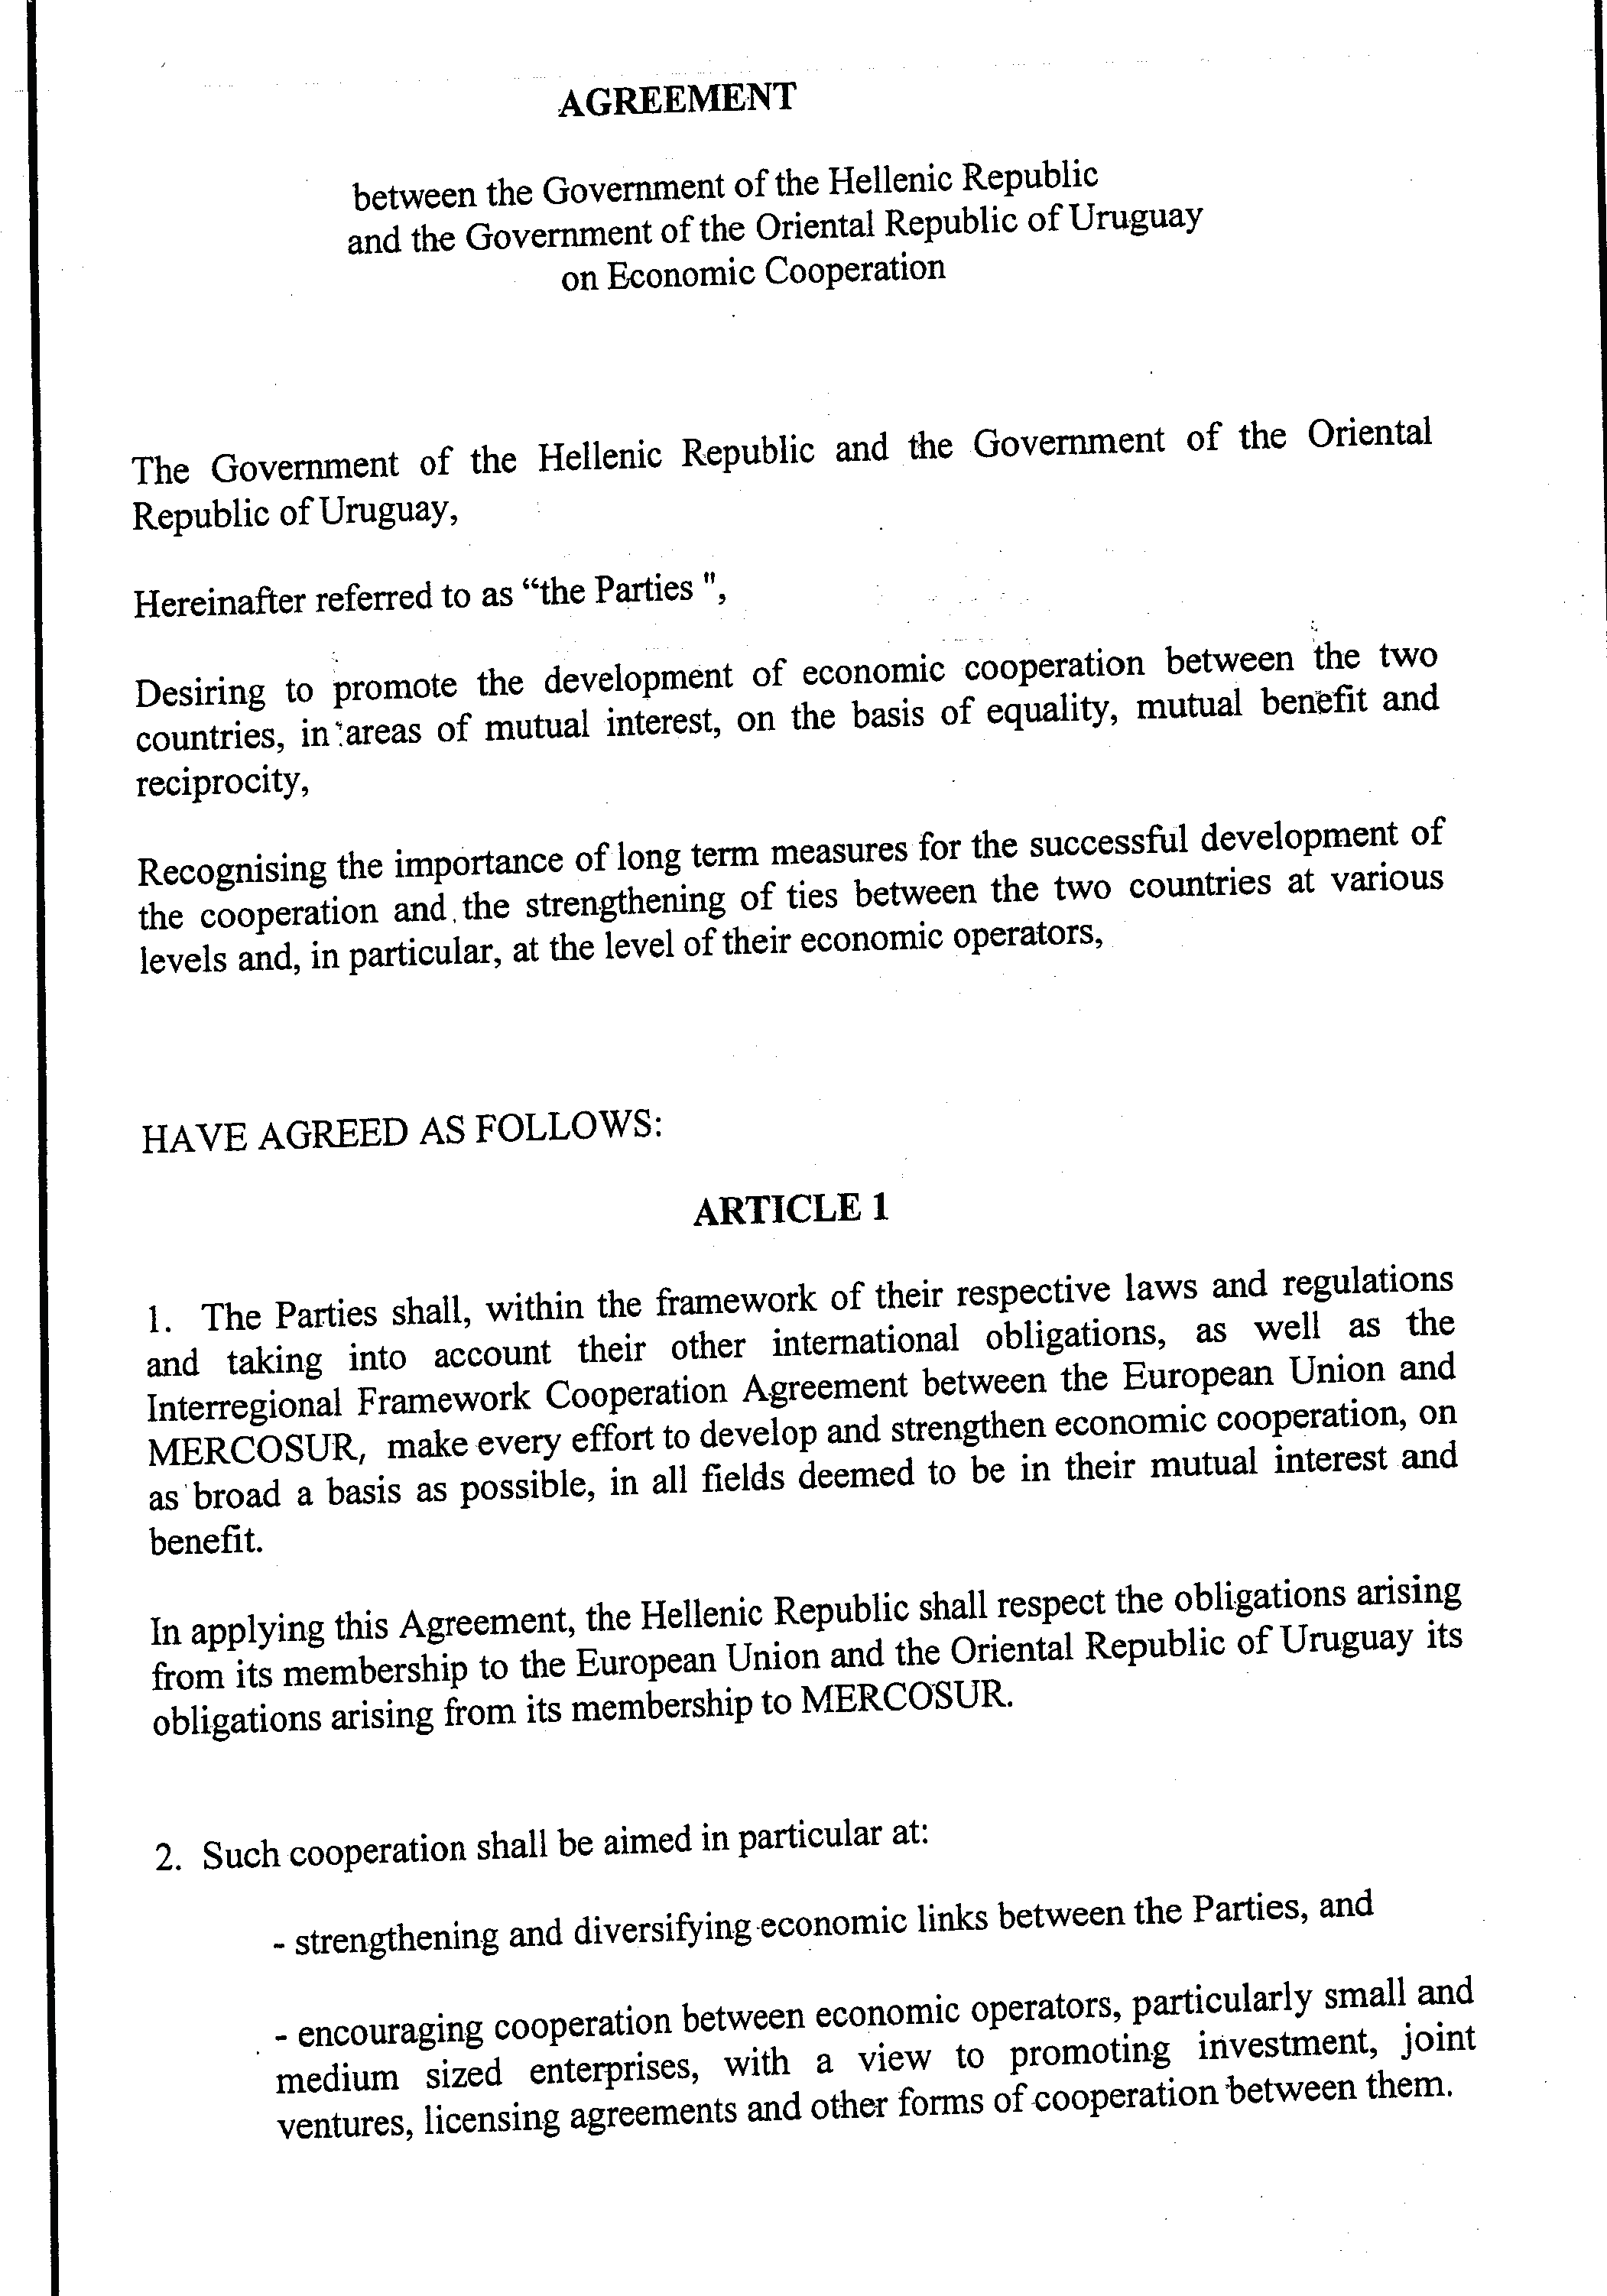 AGREEMENT
between the Government of the Hellenic Republic
and the Government of the Oriental Republic of Uruguay
on Economic Cooperation
The Government of the Hellenic Republic and the Government of the Oriental
Republic of Uruguay,
Hereinafter referred to as “the Parties ",
Desiring to promote the development of economic cooperation between the two
countries, in areas of mutual interest, on the basis of equality, mutual benefit and
reciprocity,
Recognising the importance of long term measures for the successful development of
the cooperation and the strengthening of ties between the two countries at various
levels and, in particular, at the level of their economic operators,
HAVE AGREED AS FOLLOWS:
ARTICLE 1
1. The Parties shall, within the framework of their respective laws and regulations
and taking into account their other international obligations, as well as the
Interregional Framework Cooperation Agreement between the European Union and
MERCOSUR, make every effort to develop and strengthen economic cooperation, on
as broad a basis as possible, in all fields deemed to be in their mutual interest and
benefit.
In applying this Agreement, the Hellenic Republic shall respect the obligations arising
from its membership to the European Union and the Oriental Republic of Uruguay its
obligations arising from its membership to MERCOSUR.
2. Such cooperation shall be aimed in particular at:
- strengthening and diversifying economic links between the Parties, and
- encouraging cooperation between economic operators, particularly small and
medium sized enterprises, with a view to promoting investment, joint
ventures, licensing agreements and other forms of cooperation between them.